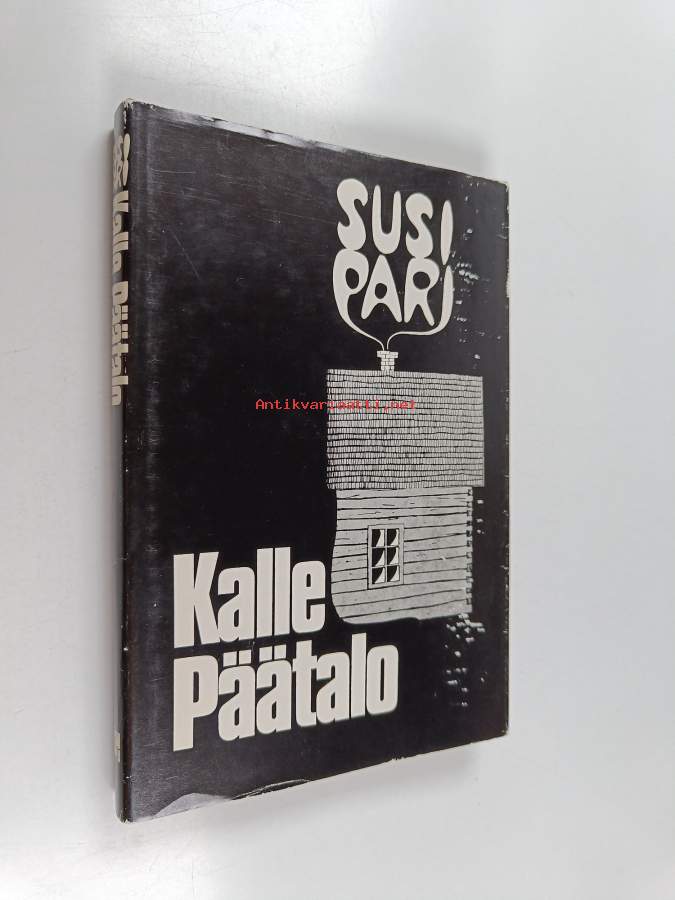 SUSI
PARI
Antikvariaatti.net
Kalle
Päätalo
Kalle Päätalo